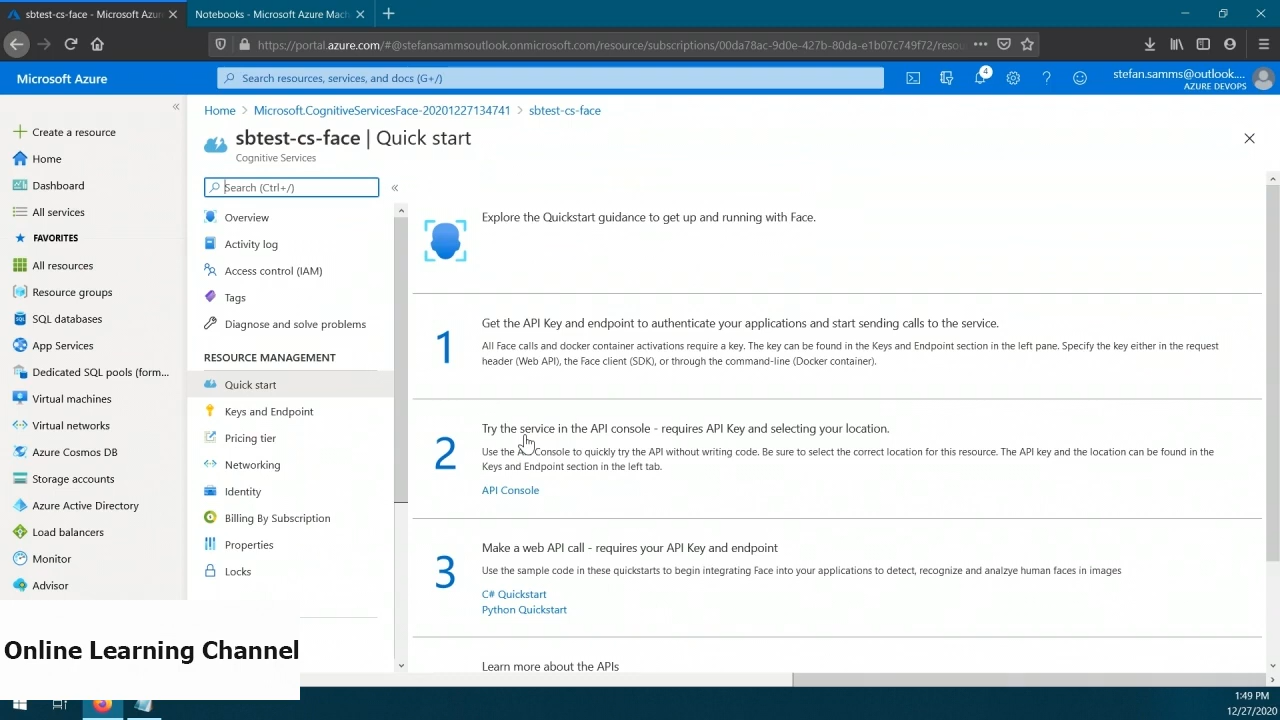 sbtest-cs-face - Microsoft Azur
Notebooks - Microsoft Azure Mach
https://portal.azure.com/#@stefansammsoutlook.onmicrosoft.com/resource/subscriptions/00da78ac-9d0e-427b-80da-e1b07c749f72/resou
Microsoft Azure
Search resources, services, and docs (G+/)
4
stefan.samms@outlook....
AZURE DEVOPS
Create a resource
Home
Dashboard
All services
FAVORITES
All resources
Resource groups
SQL databases
App Services
Dedicated SQL pools (form...
Virtual machines
Virtual networks
Azure Cosmos DB
Storage accounts
Azure Active Directory
Load balancers
Monitor
Advisor
Home > Microsoft.CognitiveServicesFace-20201227134741 > sbtest-cs-face
sbtest-cs-face | Quick start
Cognitive Services
Search (Ctrl+/)
Overview
Activity log
Access control (IAM)
Tags
Diagnose and solve problems
RESOURCE MANAGEMENT
Quick start
Keys and Endpoint
Pricing tier
Networking
Identity
Billing By Subscription
Properties
Locks
Explore the Quickstart guidance to get up and running with Face.
1
Get the API Key and endpoint to authenticate your applications and start sending calls to the service.
All Face calls and docker container activations require a key. The key can be found in the Keys and Endpoint section in the left pane. Specify the key either in the request
header (Web API), the Face client (SDK), or through the command-line (Docker container).
2
Try the service in the API console - requires API Key and selecting your location.
Use the API Console to quickly try the API without writing code. Be sure to select the correct location for this resource. The API key and the location can be found in the
Keys and Endpoint section in the left tab.
API Console
3
Make a web API call - requires your API Key and endpoint
Use the sample code in these quickstarts to begin integrating Face into your applications to detect, recognize and analzye human faces in images
C# Quickstart
Python Quickstart
Learn more about the APIs
Online Learning Channel
1:49 PM
12/27/2020